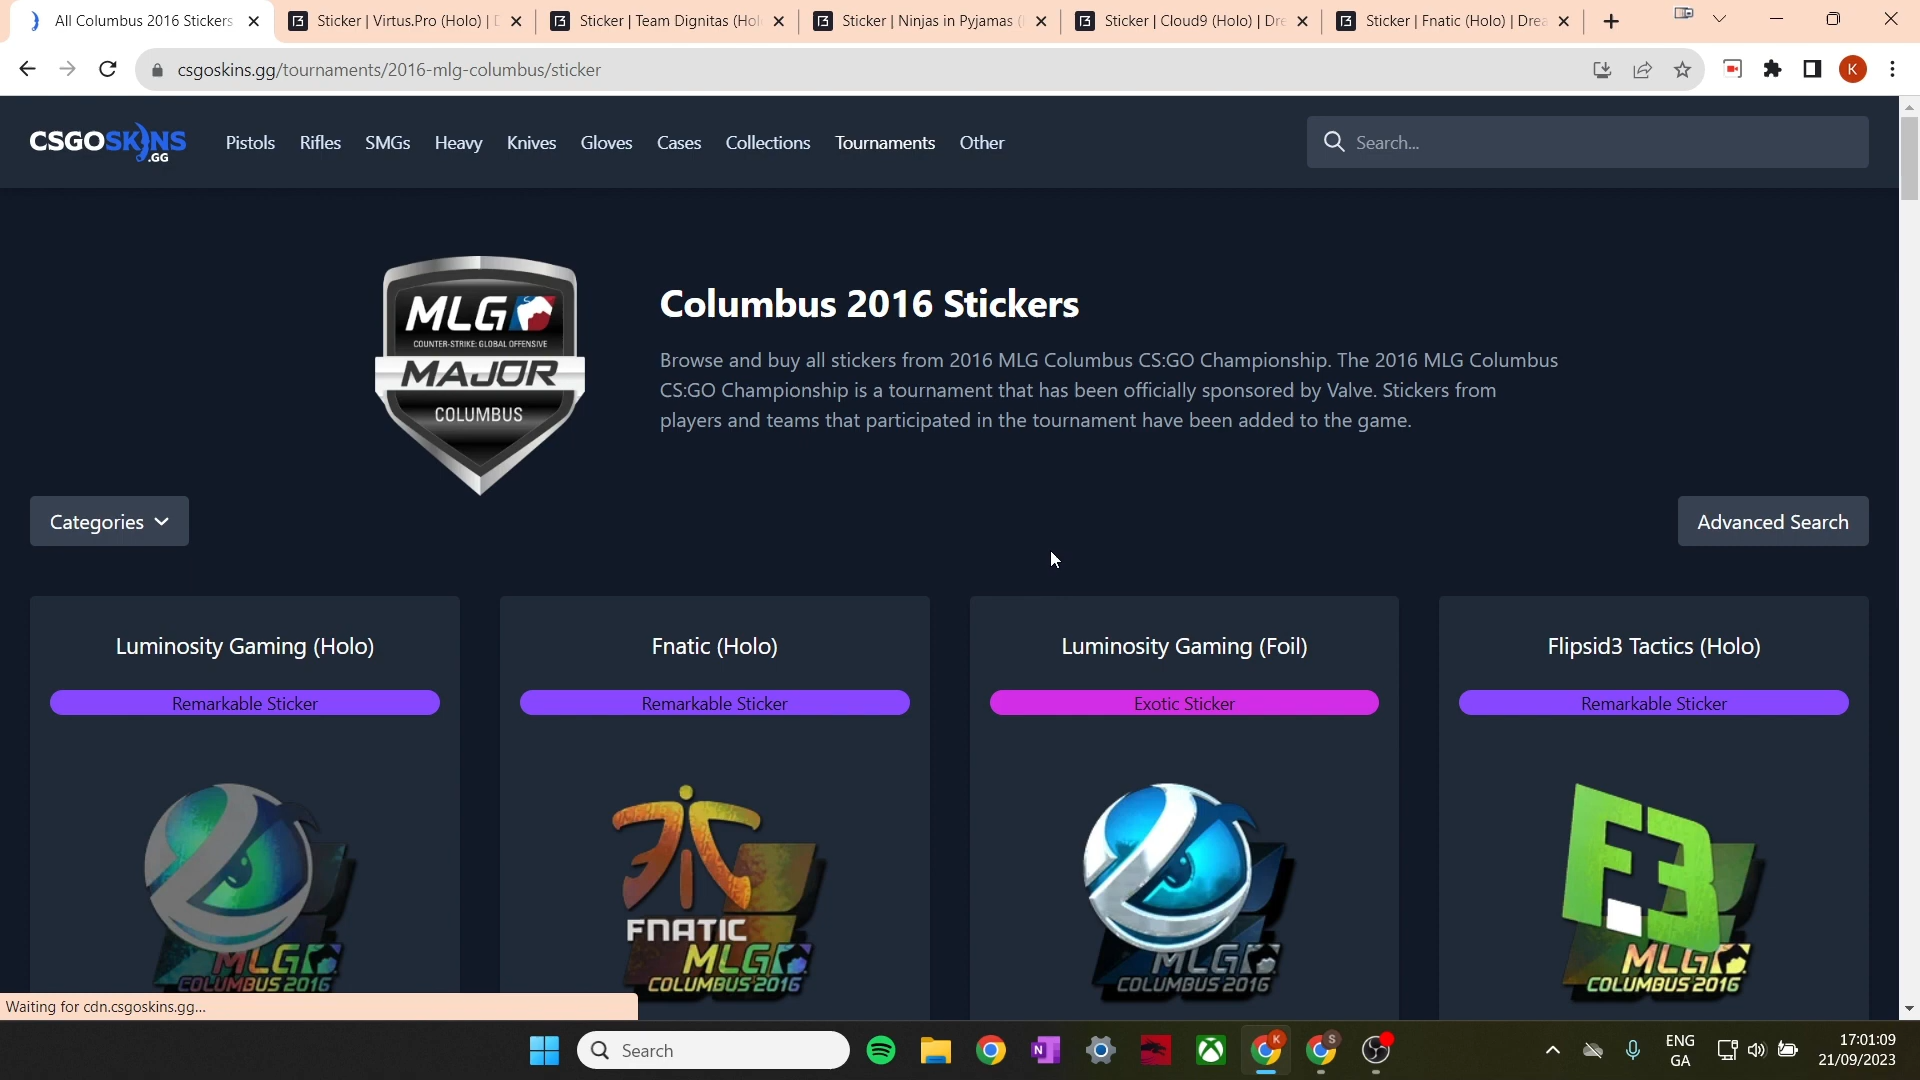 All Columbus 2016 Stickers
Sticker | Virtus.Pro (Holo) |
Sticker | Team Dignitas
Sticker | Ninjas in Pyjamas
Sticker | Cloud9 (Holo) | Dre
Sticker | Fnatic (Holo) | Drea
csgoskins.gg/tournaments/2016-mlg-columbus/sticker
K
CSGOSKINS
.GG
Pistols Rifles SMGs Heavy Knives Gloves Cases Collections Tournaments Other
Search...
MLG
COUNTER-STRIKE: GLOBAL OFFENSIVE
MAJOR
COLUMBUS
Columbus 2016 Stickers
Browse and buy all stickers from 2016 MLG Columbus CS:GO Championship. The 2016 MLG Columbus
CS:GO Championship is a tournament that has been officially sponsored by Valve. Stickers from
players and teams that participated in the tournament have been added to the game.
Categories
Advanced Search
Luminosity Gaming (Holo)
Remarkable Sticker
MLG
COLUMBUS 2016
Fnatic (Holo)
Remarkable Sticker
FNATIC
MLG
COLUMBUS 2016
Luminosity Gaming (Foil)
Exotic Sticker
MLG
COLUMBUS 2016
Flipsid3 Tactics (Holo)
Remarkable Sticker
MLG
COLUMBUS 2016
Waiting for cdn.csgoskins.gg...
Search
N
K
S
ENG
GA
17:01:09
21/09/2023